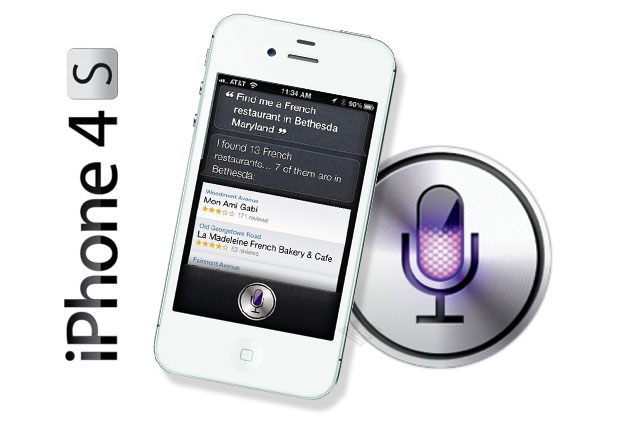 iPhone 4 S
AT&T 11:34 AM 90%
“ Find me a French
restaurant in Bethesda
Maryland ”
I found 13 French
restaurants... 7 of them are in
Bethesda:
Woodmont Avenue
Mon Ami Gabi
171 reviews
Old Georgetown Road
La Madeleine French Bakery & Cafe
53 reviews
Fairmont Avenue